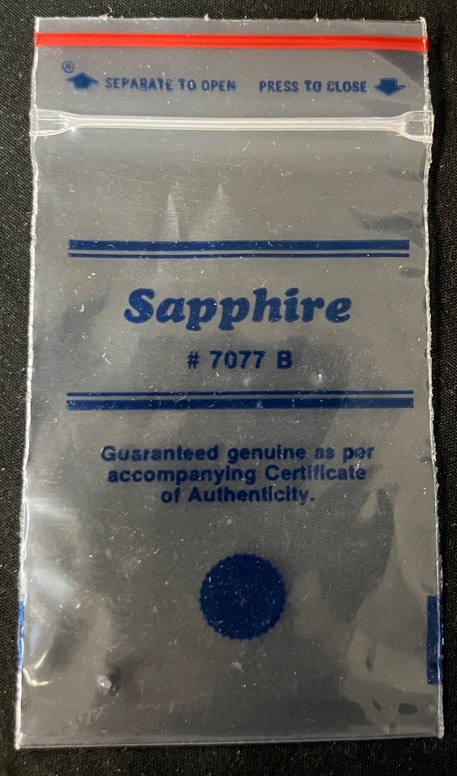 ® SEPARATE TO OPEN PRESS TO CLOSE
Sapphire
# 7077 B
Guaranteed genuine as per
accompanying Certificate
of Authenticity.